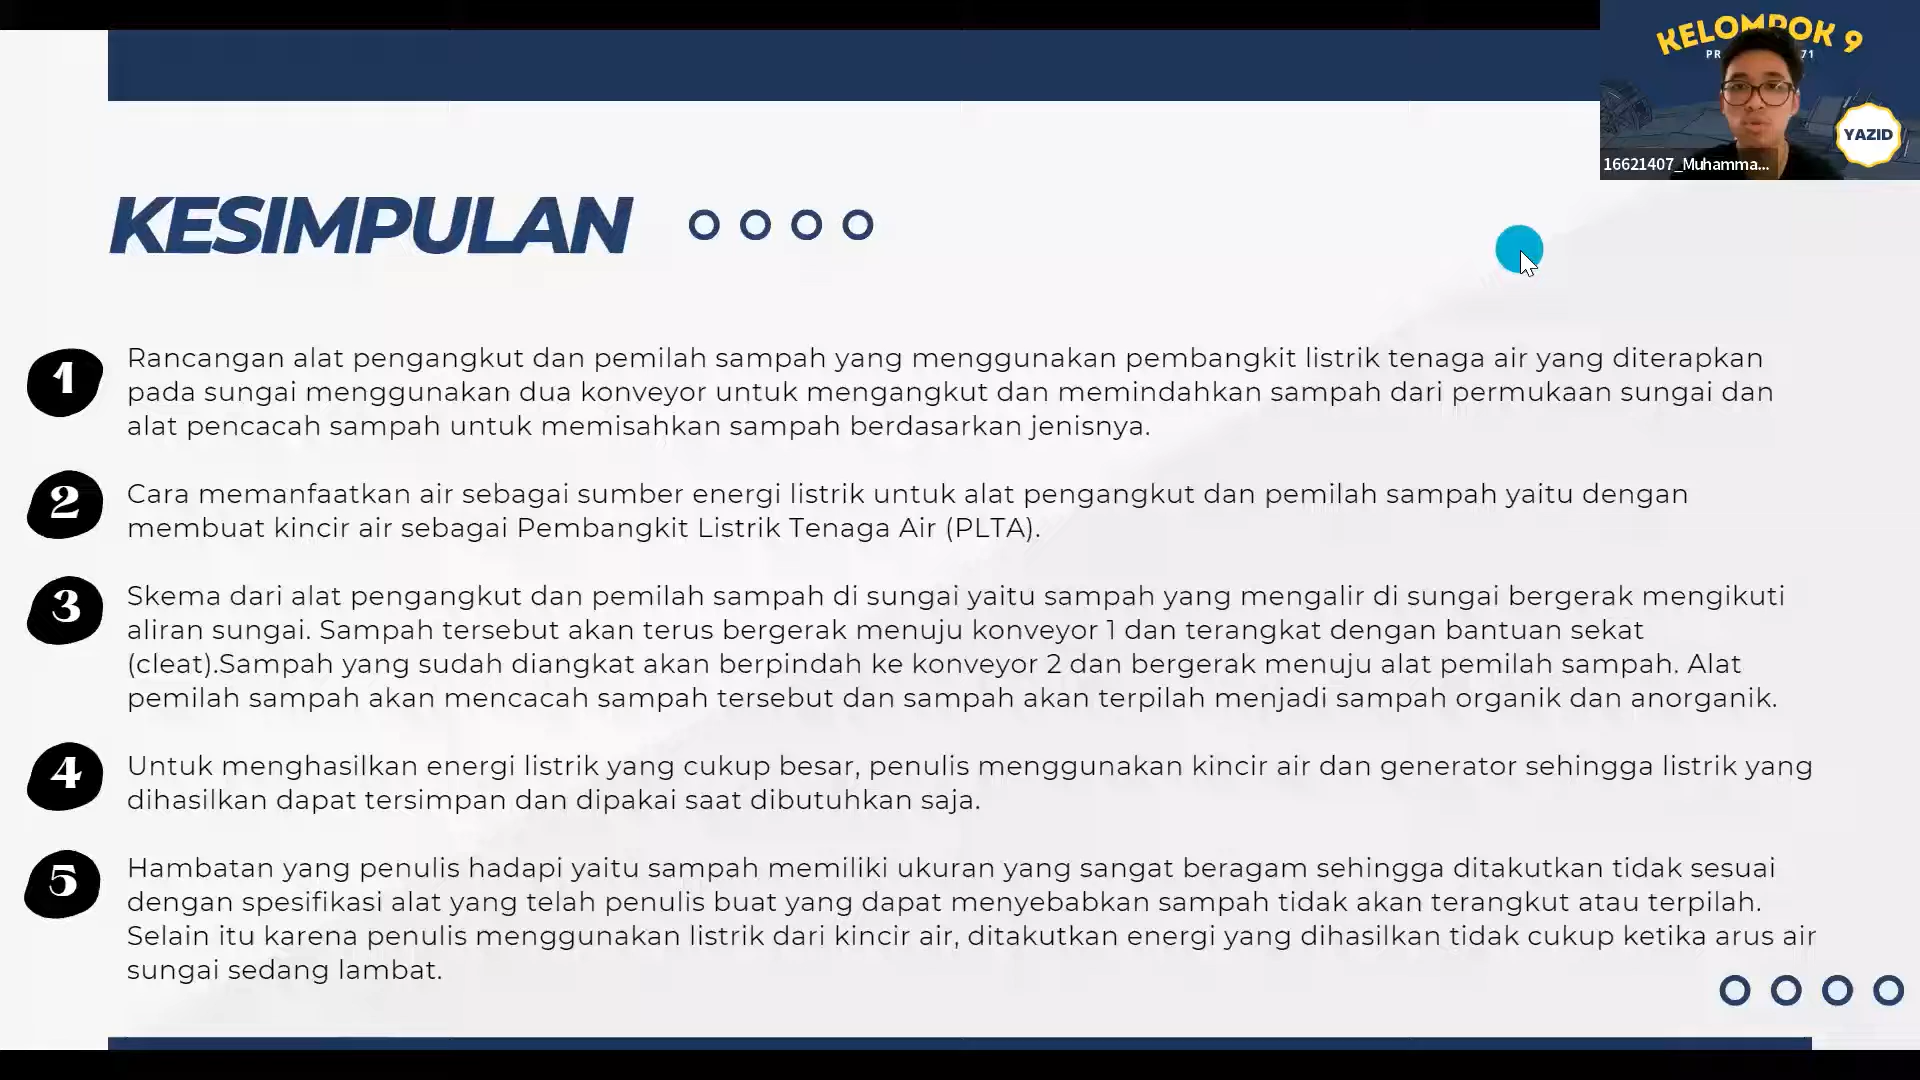 KELOMPOK 9
PR
71
YAZID
16621407_Muhamma...
KESIMPULAN
1
Rancangan alat pengangkut dan pemilah sampah yang menggunakan pembangkit listrik tenaga air yang diterapkan
pada sungai menggunakan dua konveyor untuk mengangkut dan memindahkan sampah dari permukaan sungai dan
alat pencacah sampah untuk memisahkan sampah berdasarkan jenisnya.
2
Cara memanfaatkan air sebagai sumber energi listrik untuk alat pengangkut dan pemilah sampah yaitu dengan
membuat kincir air sebagai Pembangkit Listrik Tenaga Air (PLTA).
3
Skema dari alat pengangkut dan pemilah sampah di sungai yaitu sampah yang mengalir di sungai bergerak mengikuti
aliran sungai. Sampah tersebut akan terus bergerak menuju konveyor 1 dan terangkat dengan bantuan sekat
(cleat).Sampah yang sudah diangkat akan berpindah ke konveyor 2 dan bergerak menuju alat pemilah sampah. Alat
pemilah sampah akan mencacah sampah tersebut dan sampah akan terpilah menjadi sampah organik dan anorganik.
4
Untuk menghasilkan energi listrik yang cukup besar, penulis menggunakan kincir air dan generator sehingga listrik yang
dihasilkan dapat tersimpan dan dipakai saat dibutuhkan saja.
5
Hambatan yang penulis hadapi yaitu sampah memiliki ukuran yang sangat beragam sehingga ditakutkan tidak sesuai
dengan spesifikasi alat yang telah penulis buat yang dapat menyebabkan sampah tidak akan terangkut atau terpilah.
Selain itu karena penulis menggunakan listrik dari kincir air, ditakutkan energi yang dihasilkan tidak cukup ketika arus air
sungai sedang lambat.